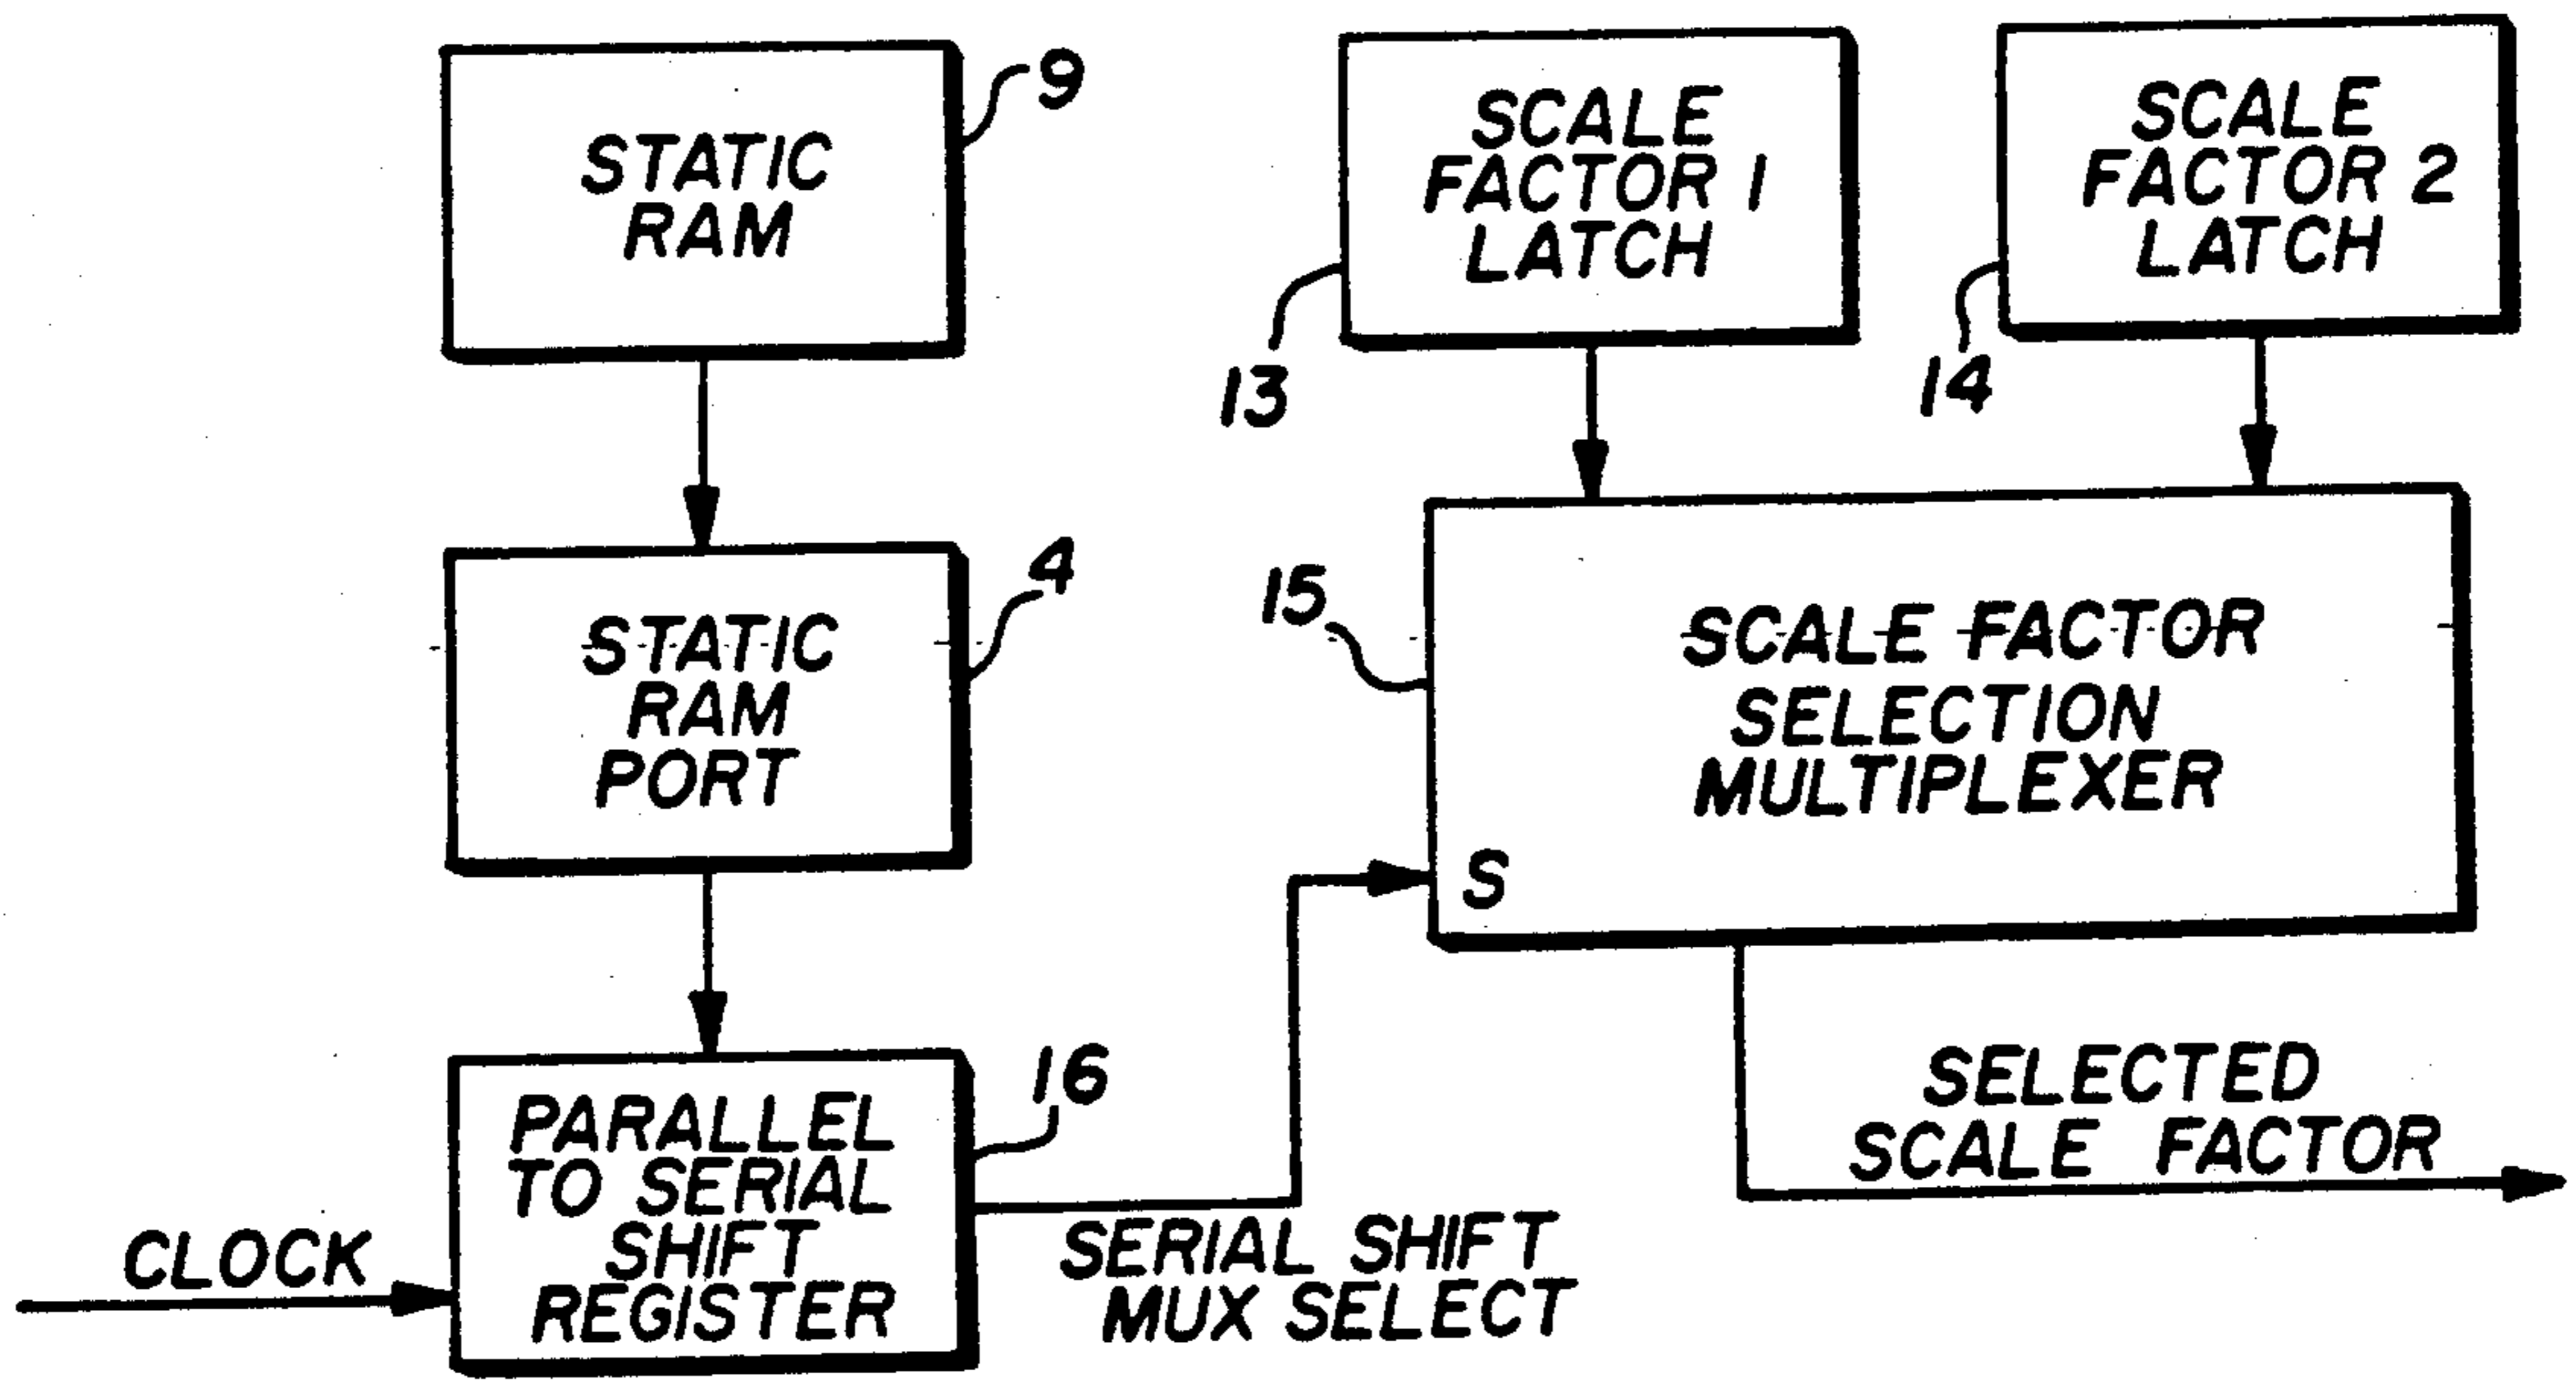 STATIC
RAM
9
SCALE
FACTOR 1
LATCH
13
SCALE
FACTOR 2
LATCH
14
STATIC
RAM
PORT
4
15
SCALE FACTOR
SELECTION
MULTIPLEXER
S
PARALLEL
TO SERIAL
SHIFT
REGISTER
16
CLOCK
SERIAL SHIFT
MUX SELECT
SELECTED
SCALE FACTOR